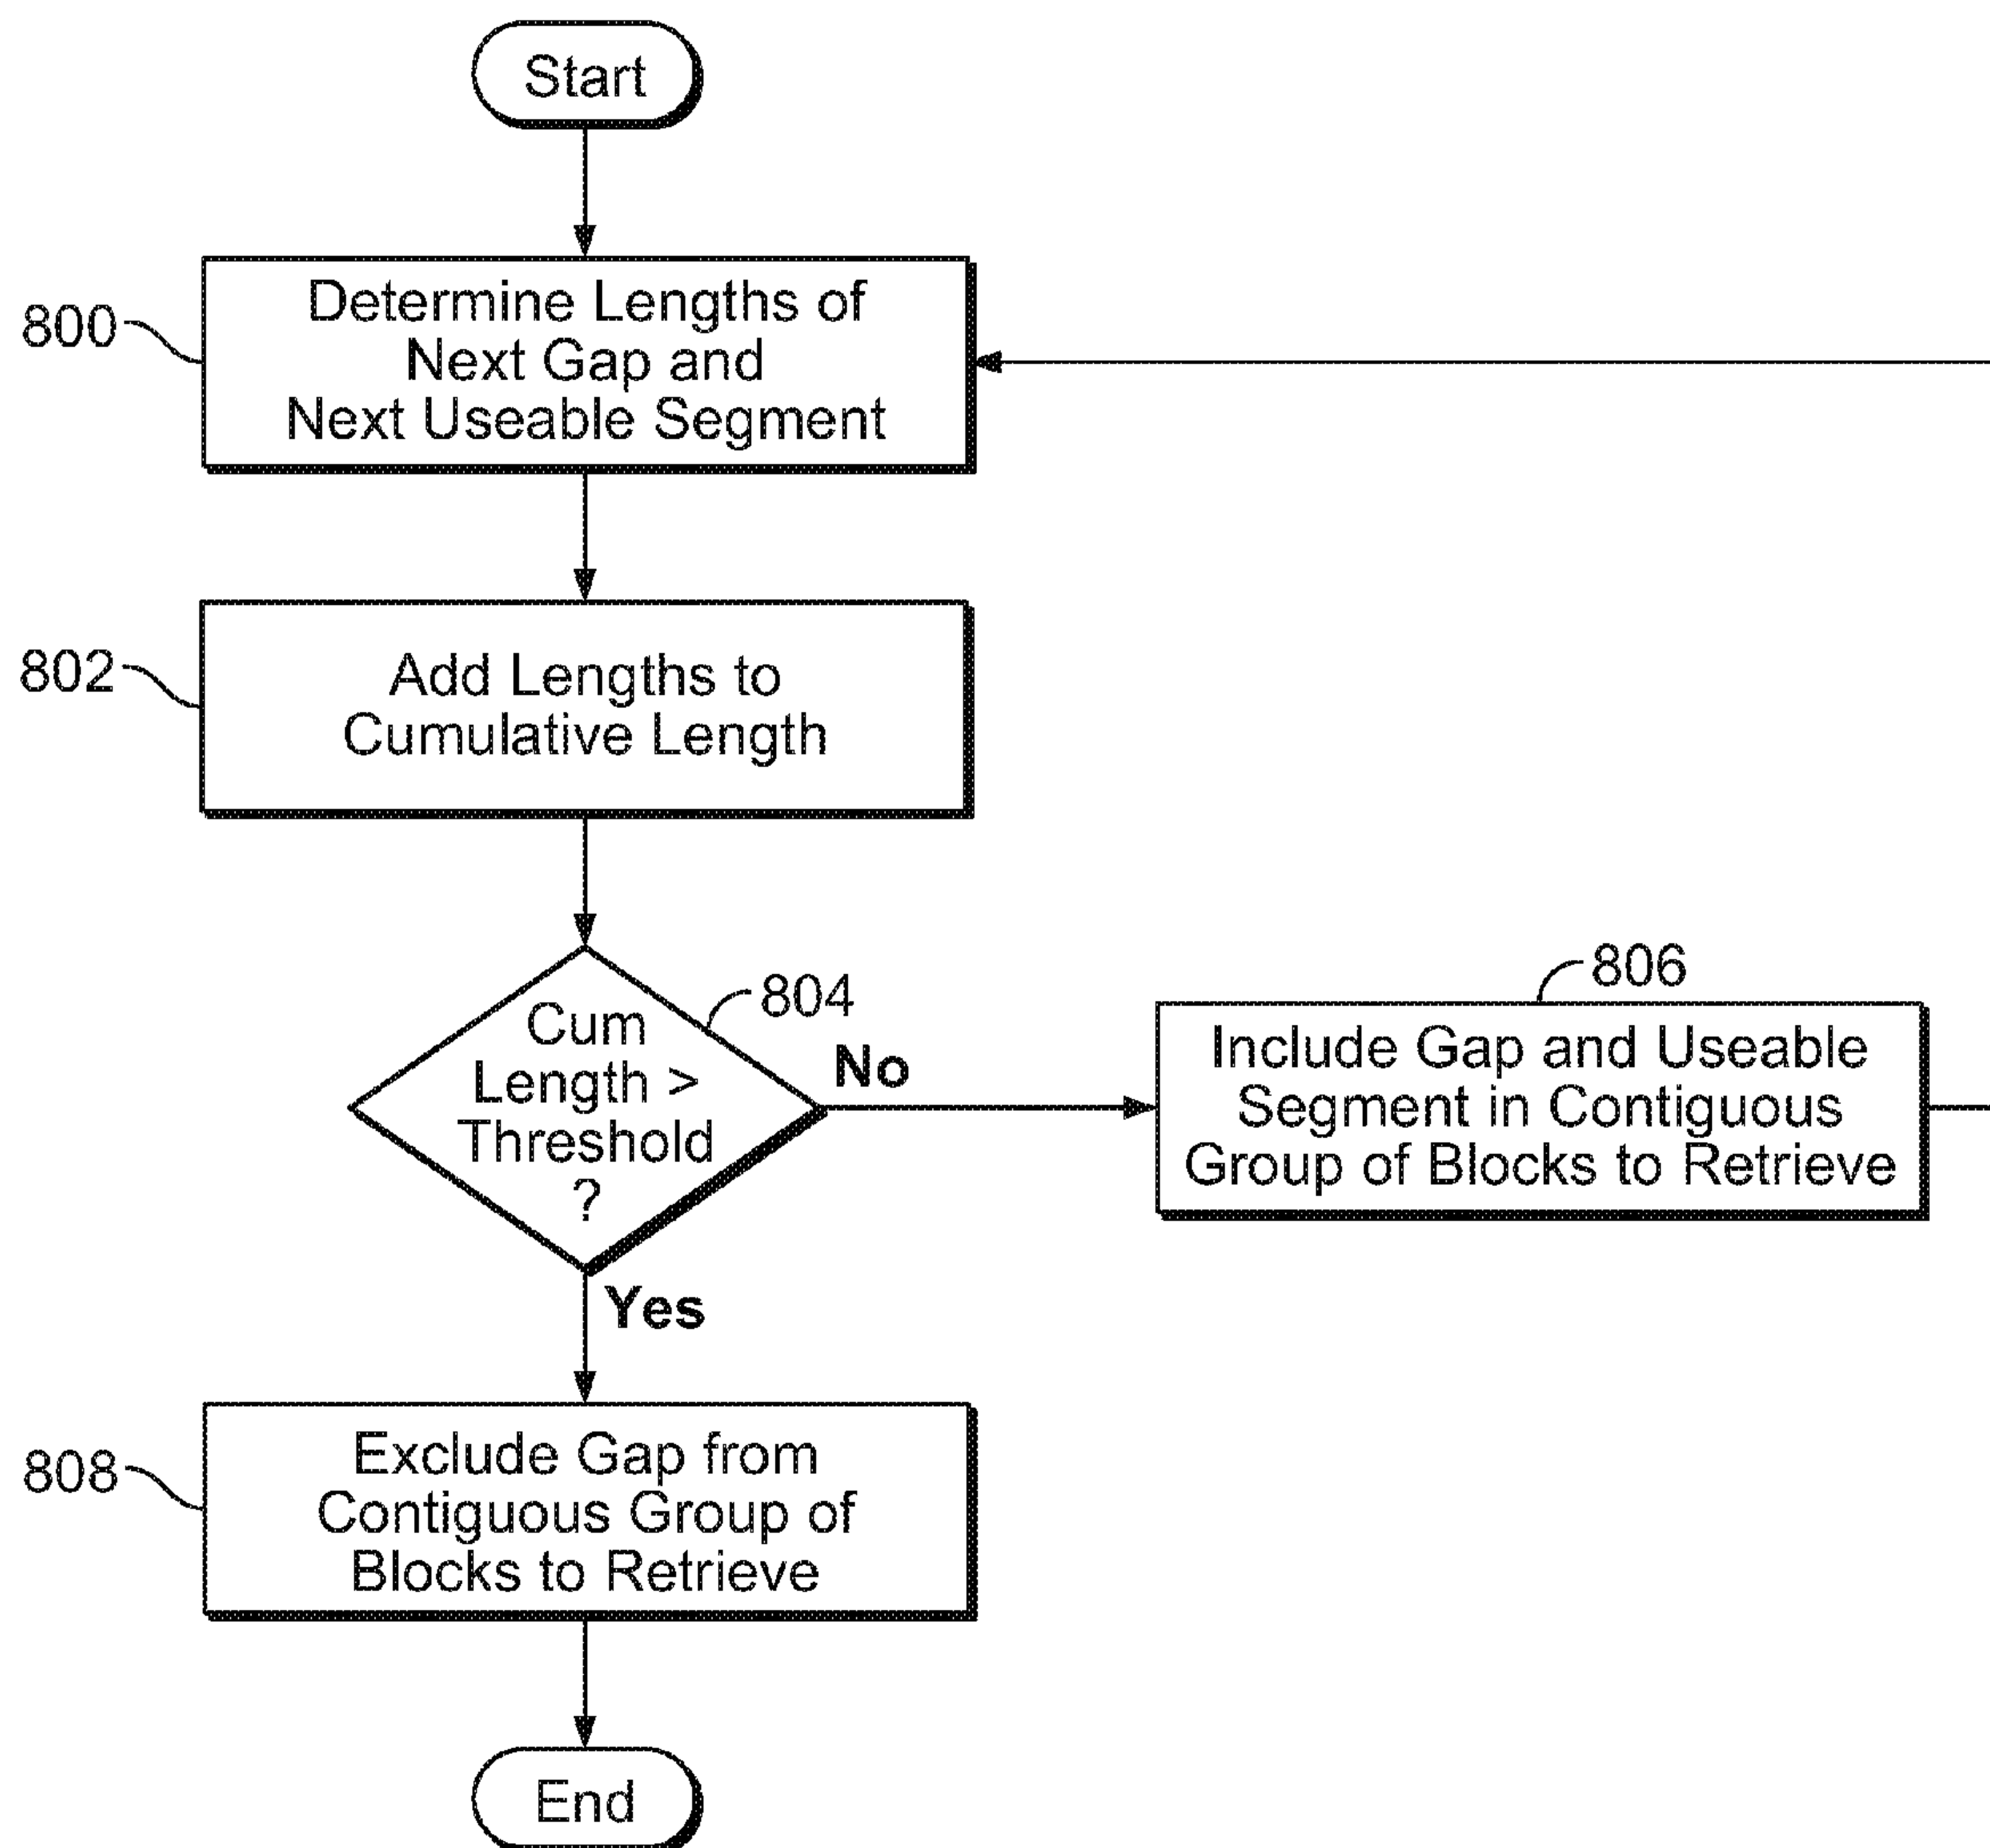 Start
800
Determine Lengths of
Next Gap and
Next Useable Segment
802
Add Lengths to
Cumulative Length
804
Cum
Length >
Threshold
?
No
Yes
806
Include Gap and Useable
Segment in Contiguous
Group of Blocks to Retrieve
808
Exclude Gap from
Contiguous Group of
Blocks to Retrieve
End